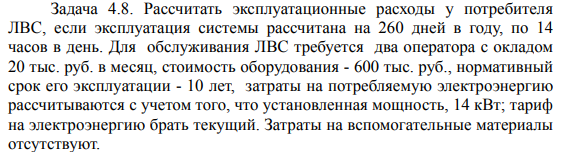 Задача 4.8. Рассчитать эксплуатационные расходы у потребителя
ЛВС, если эксплуатация системы рассчитана на 260 дней в году, по 14
часов в день. Для обслуживания ЛВС требуется два оператора с окладом
20 тыс. руб. в месяц, стоимость оборудования - 600 тыс. руб., нормативный
срок его эксплуатации - 10 лет, затраты на потребляемую электроэнергию
рассчитываются с учетом того, что установленная мощность, 14 кВт; тариф
на электроэнергию брать текущий. Затраты на вспомогательные материалы
отсутствуют.